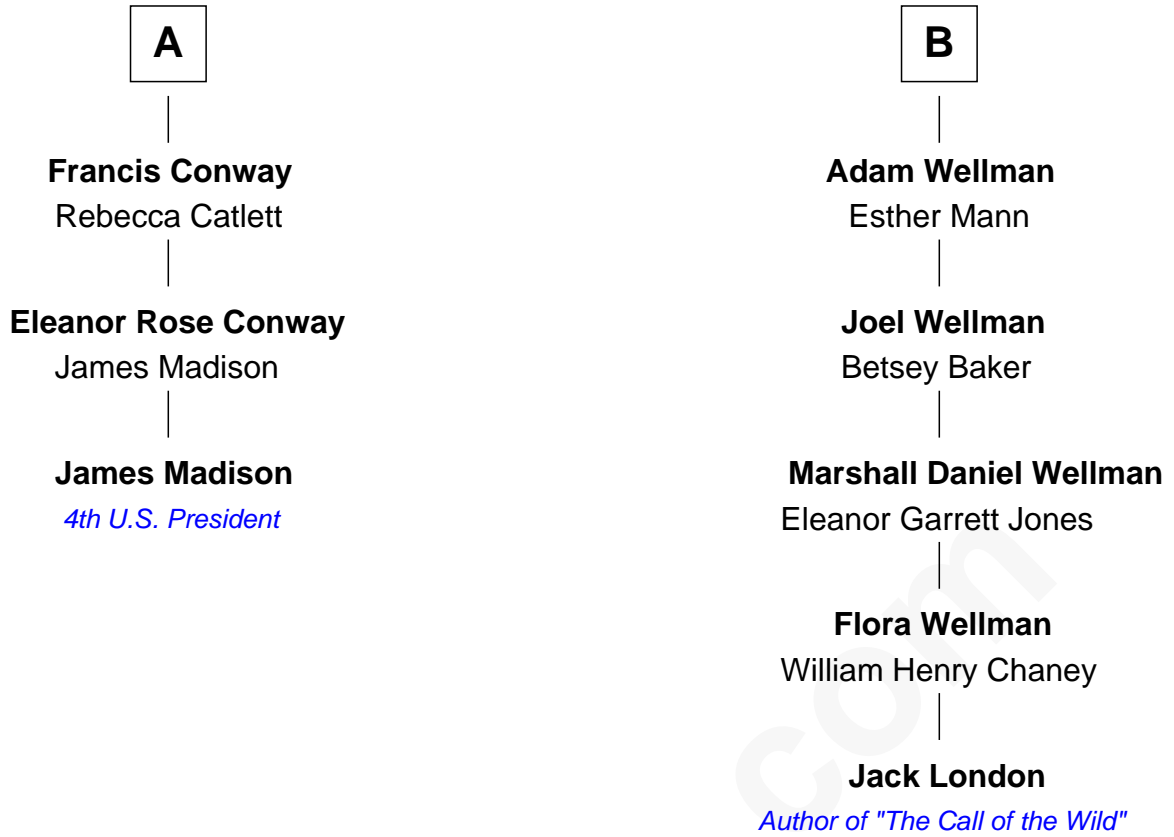 A
Francis Conway
Rebecca Catlett
Eleanor Rose Conway
James Madison
James Madison
4th U.S. President
B
Adam Wellman
Esther Mann
Joel Wellman
Betsey Baker
Marshall Daniel Wellman
Eleanor Garrett Jones
Flora Wellman
William Henry Chaney
Jack London
Author of "The Call of the Wild"
com